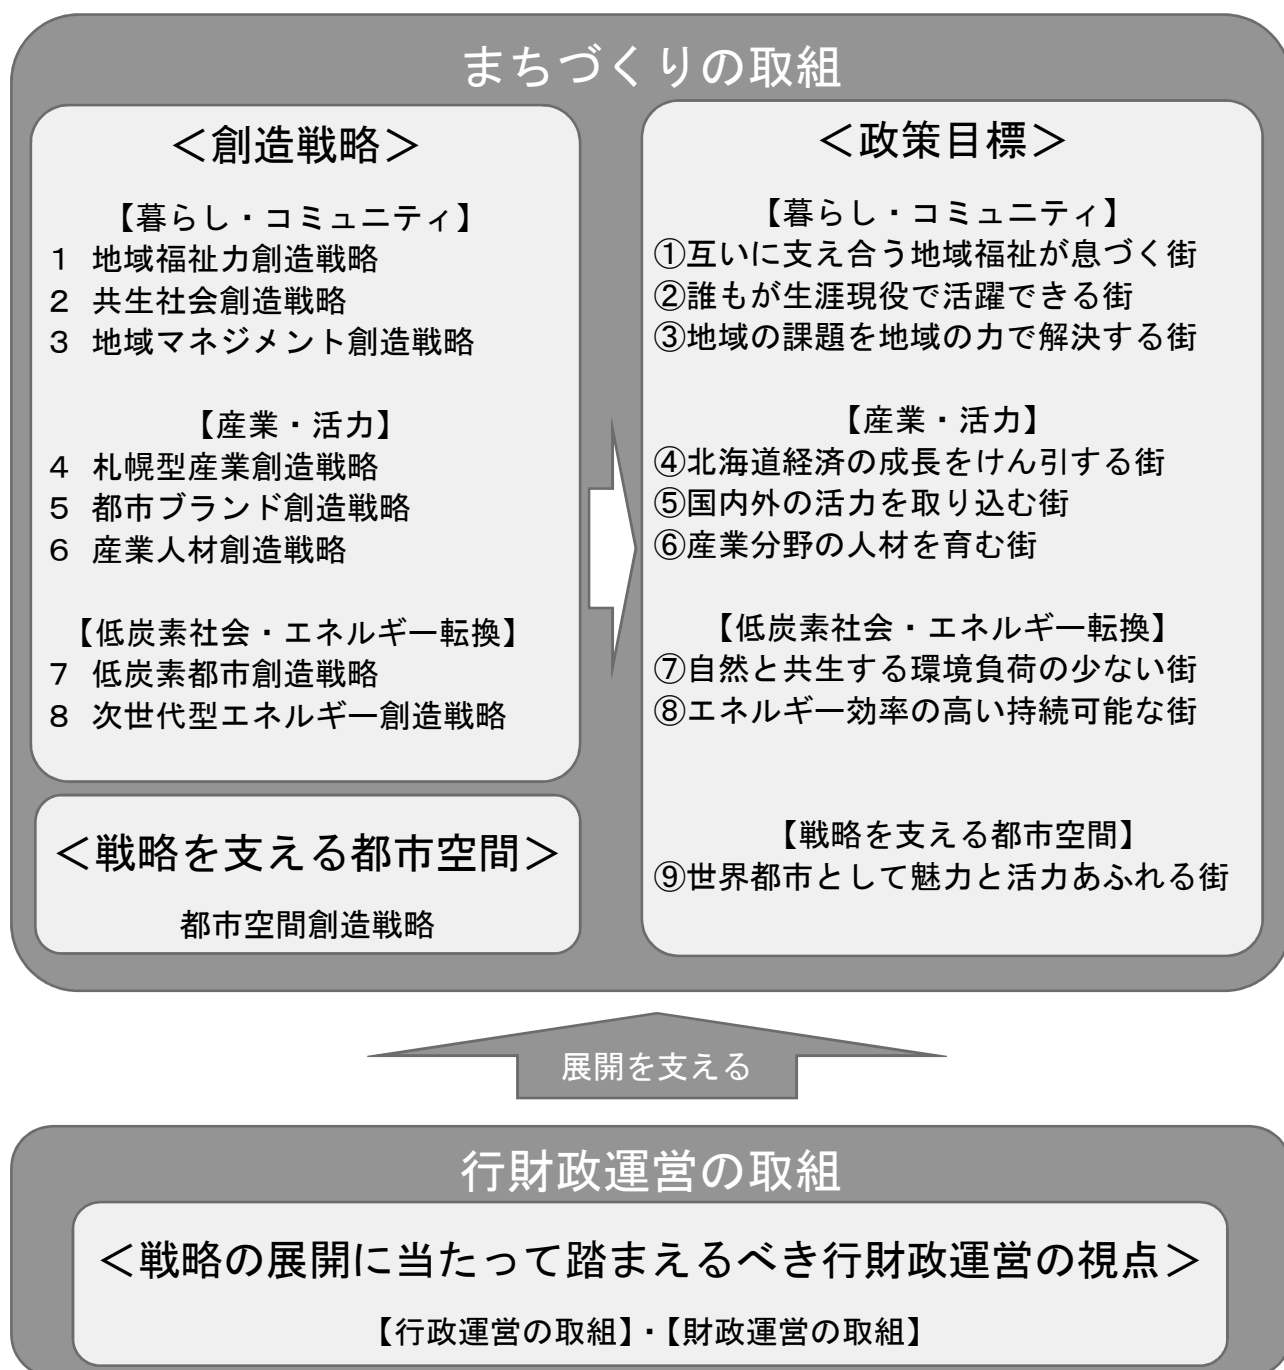 まちづくりの取組
＜創造戦略＞
【暮らし・コミュニティ】
１ 地域福祉力創造戦略
２ 共生社会創造戦略
３ 地域マネジメント創造戦略
【産業・活力】
４ 札幌型産業創造戦略
５ 都市ブランド創造戦略
６ 産業人材創造戦略
【低炭素社会・エネルギー転換】
７ 低炭素都市創造戦略
８ 次世代型エネルギー創造戦略
＜戦略を支える都市空間＞
都市空間創造戦略
＜政策目標＞
【暮らし・コミュニティ】
①互いに支え合う地域福祉が息づく街
②誰もが生涯現役で活躍できる街
③地域の課題を地域の力で解決する街
【産業・活力】
④北海道経済の成長をけん引する街
⑤国内外の活力を取り込む街
⑥産業分野の人材を育む街
【低炭素社会・エネルギー転換】
⑦自然と共生する環境負荷の少ない街
⑧エネルギー効率の高い持続可能な街
【戦略を支える都市空間】
⑨世界都市として魅力と活力あふれる街
展開を支える
行財政運営の取組
＜戦略の展開に当たって踏まえるべき行財政運営の視点＞
【行政運営の取組】・【財政運営の取組】